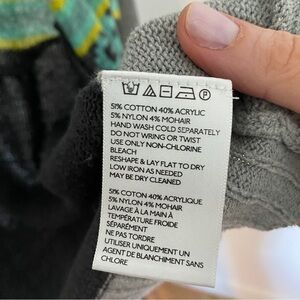 51% COTTON 40% ACRYLIC
5% NYLON 4% MOHAIR
HAND WASH COLD SEPARATELY
DO NOT WRING OR TWIST
USE ONLY NON-CHLORINE
BLEACH
RESHAPE & LAY FLAT TO DRY
LOW IRON AS NEEDED
MAY BE DRY CLEANED
51% COTON 40% ACRYLIQUE
5% NYLON 4% MOHAIR
LAVAGE À LA MAIN À
TEMPÉRATURE FROIDE
SÉPARÉMENT
NE PAS TORDRE
UTILISER UNIQUEMENT UN
AGENT DE BLANCHIMENT SANS
CHLORE